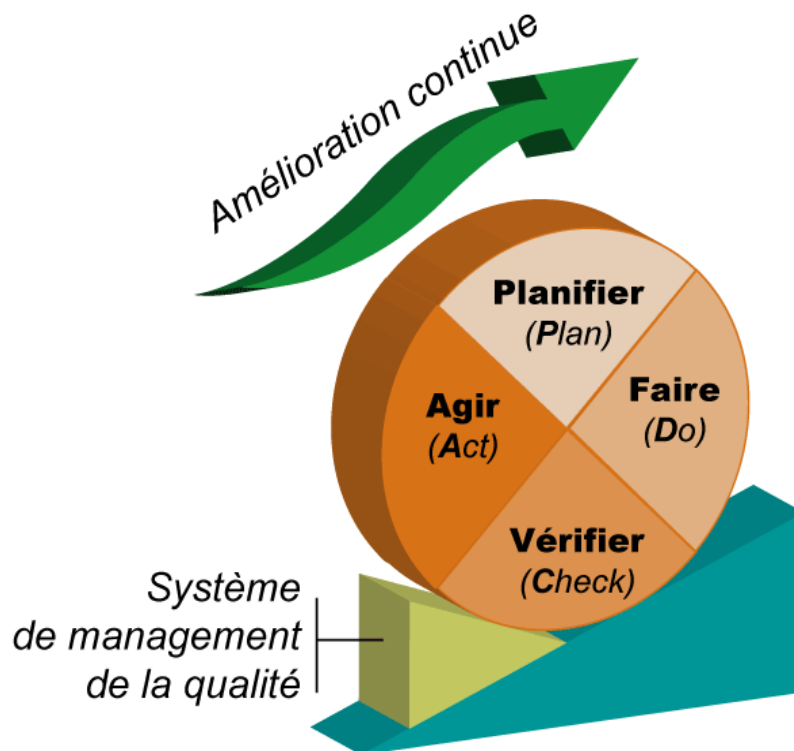 Amélioration continue
Planifier
(Plan)
Faire
(Do)
Agir
(Act)
Vérifier
(Check)
Système
de management
de la qualité